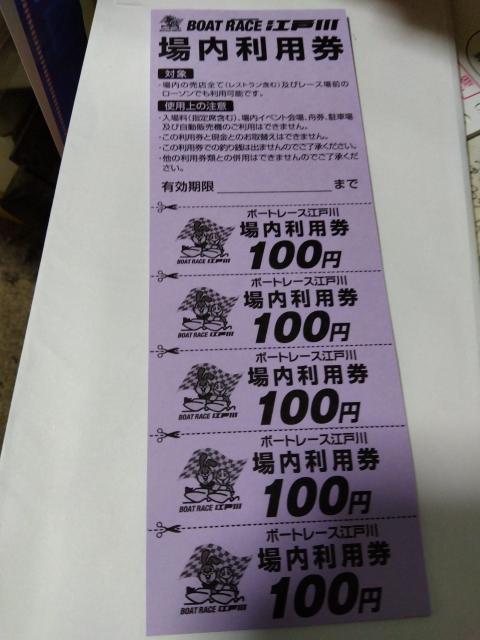 BOAT RACE 江戸川
場内利用券
対象
・場内の売店全て(レストラン含む)及びレース場前の
ローソンでも利用可能です。
使用上の注意
・入場料(指定席含む)、場内イベント会場、舟券、駐車場
及び自動販売機のご利用はできません。
・この利用券と現金とのお取替えはできません。
・この利用券での釣り銭は出ませんのでご了承ください。
・他の利用券類との併用はできませんのでご了承くださ
い。
有効期限 まで
ボートレース江戸川
場内利用券
100円
BOAT RACE 江戸川
ボートレース江戸川
場内利用券
100円
BOAT RACE 江戸川
ボートレース江戸川
場内利用券
100円
BOAT RACE 江戸川
ボートレース江戸川
場内利用券
100円
BOAT RACE 江戸川
ボートレース江戸川
場内利用券
100円
BOAT RACE 江戸川